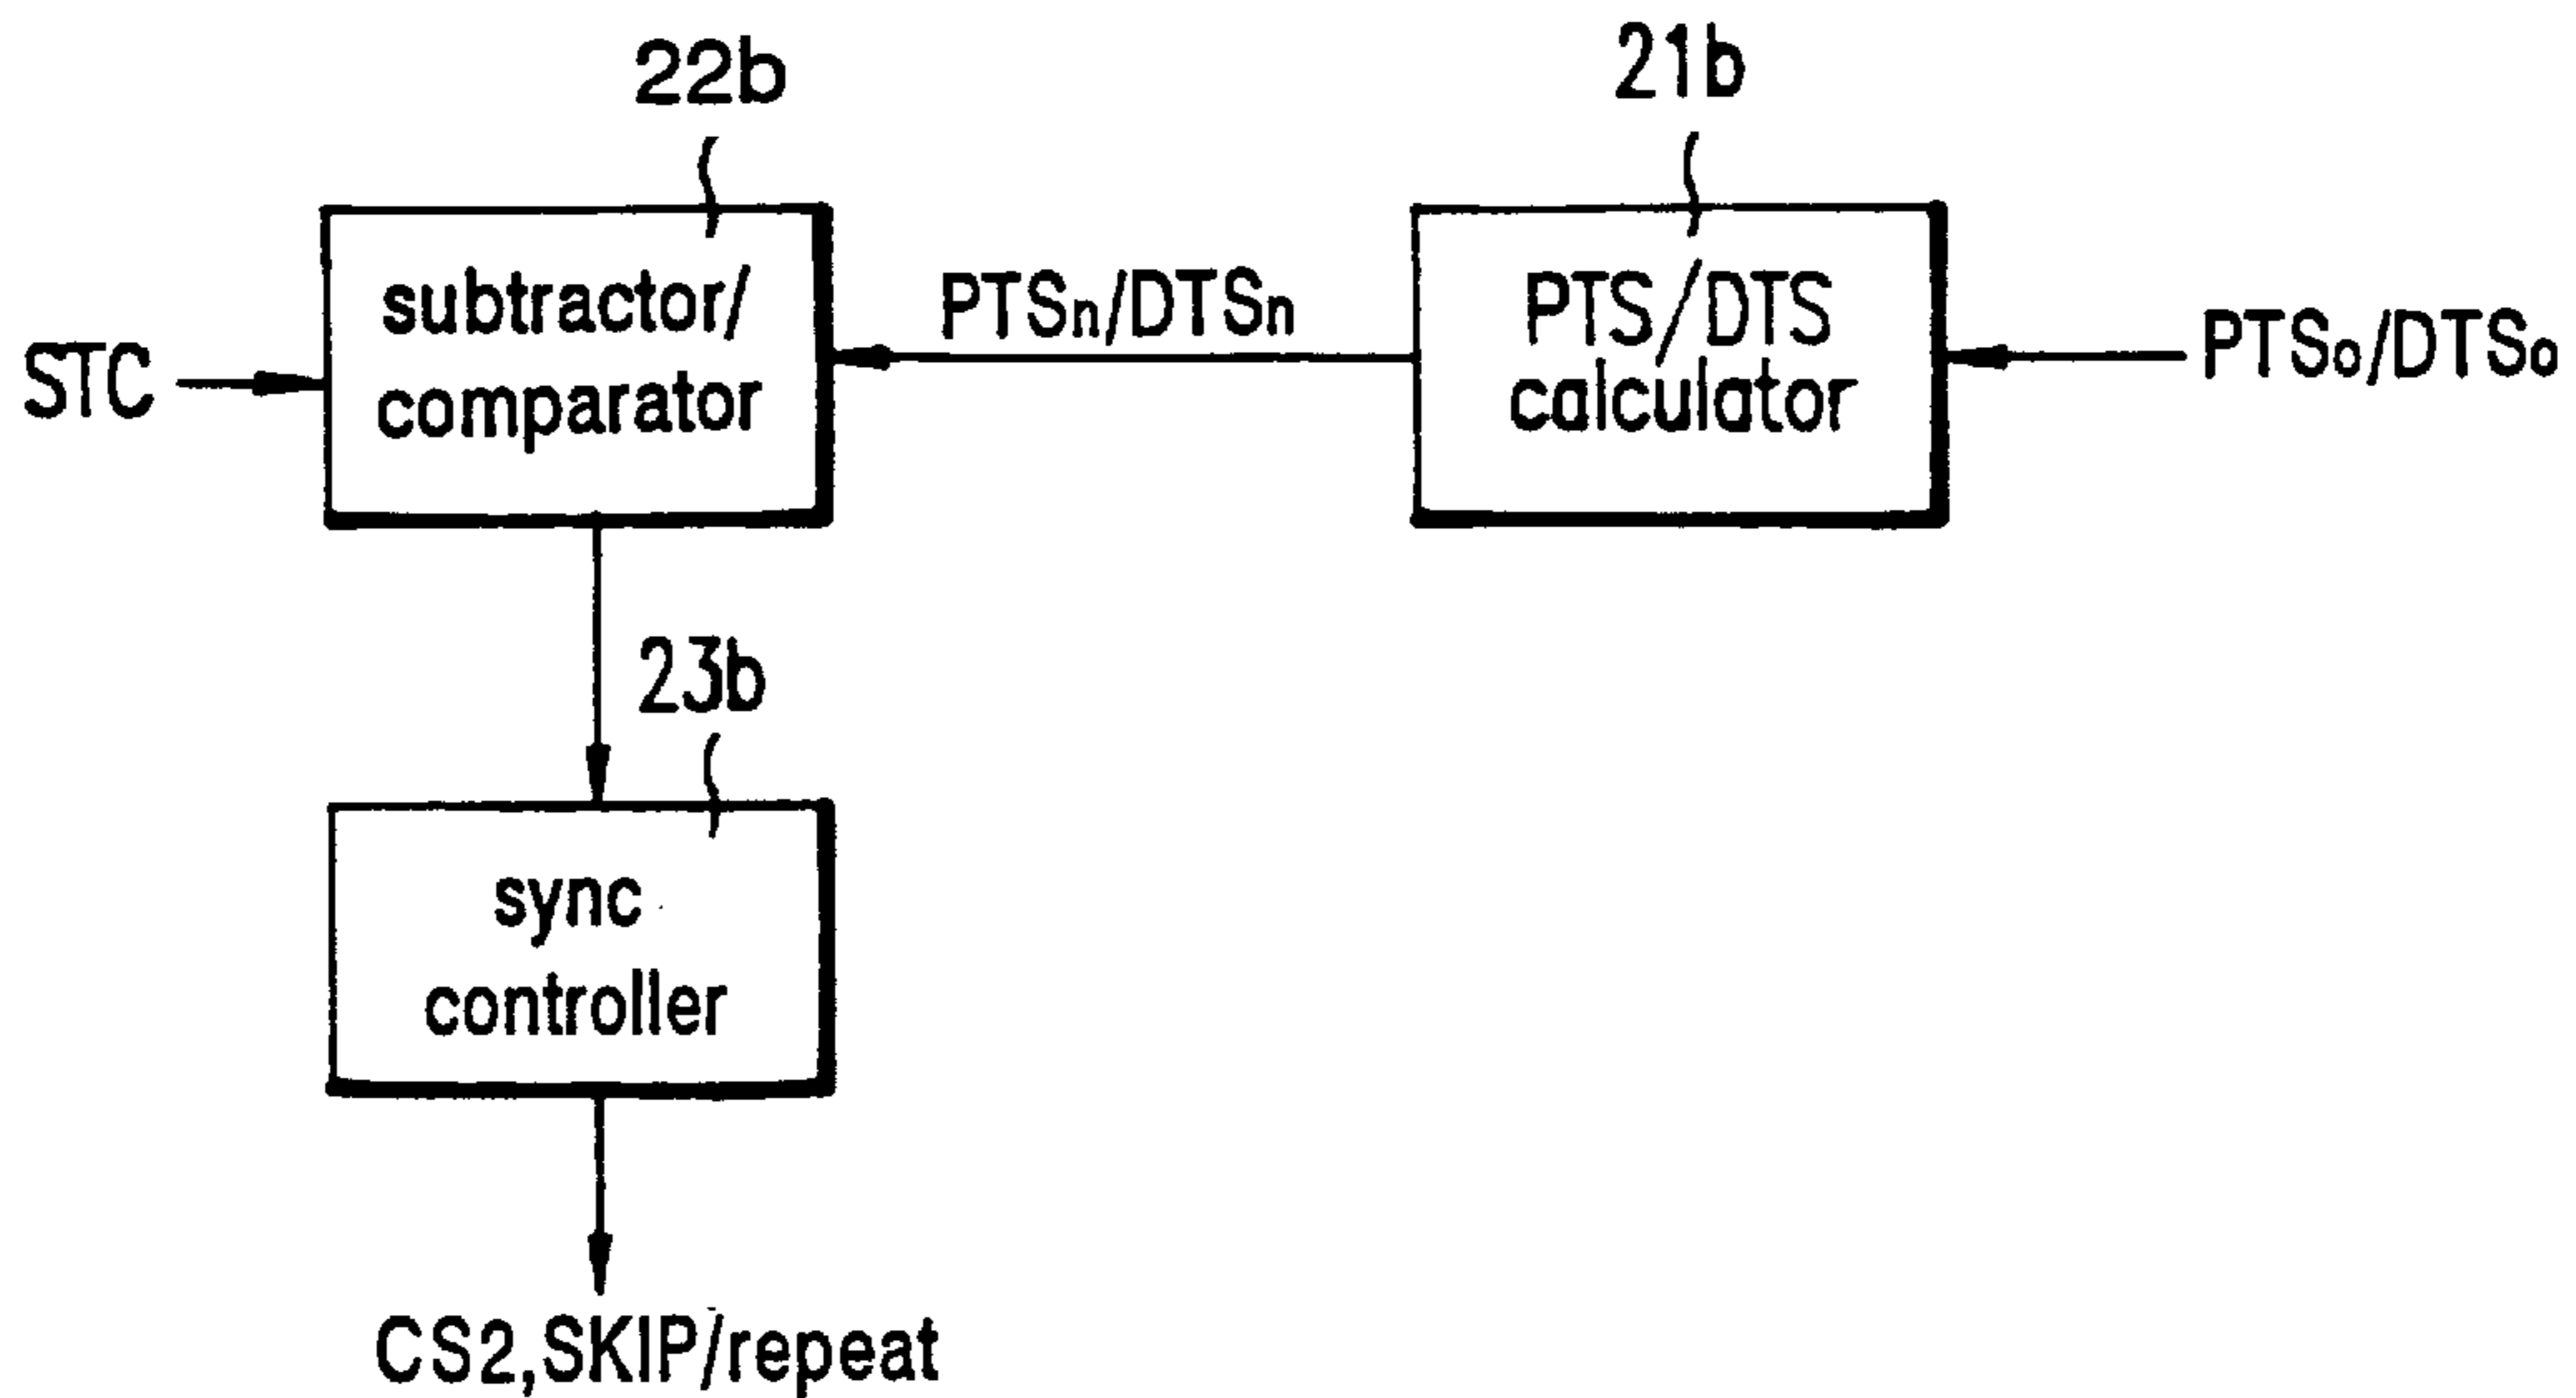 22b
21b
subtractor/
comparator
PTSn/DTSn
PTS/DTS
calculator
STC
PTSo/DTSo
23b
sync
controller
CS2,SKIP/repeat